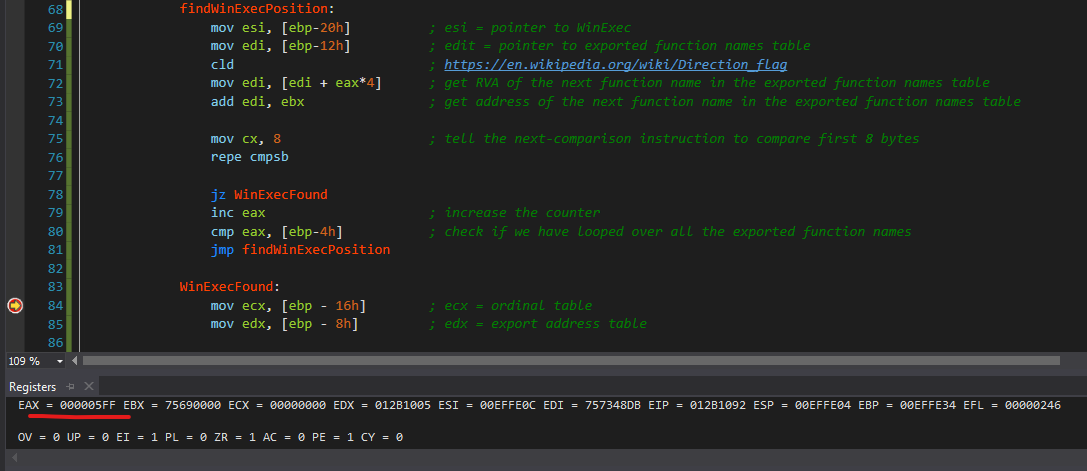 68 findWinExecPosition:
69 mov esi, [ebp-20h] ; esi = pointer to WinExec
70 mov edi, [ebp-12h] ; edit = pointer to exported function names table
71 cld ; https://en.wikipedia.org/wiki/Direction_flag
72 mov edi, [edi + eax*4] ; get RVA of the next function name in the exported function names table
73 add edi, ebx ; get address of the next function name in the exported function names table
74
75 mov cx, 8 ; tell the next-comparison instruction to compare first 8 bytes
76 repe cmpsb
77
78 jz WinExecFound
79 inc eax ; increase the counter
80 cmp eax, [ebp-4h] ; check if we have looped over all the exported function names
81 jmp findWinExecPosition
82
83 WinExecFound:
84 mov ecx, [ebp - 16h] ; ecx = ordinal table
85 mov edx, [ebp - 8h] ; edx = export address table
86
109 %
Registers
EAX = 000005FF EBX = 75690000 ECX = 00000000 EDX = 012B1005 ESI = 00EFFE0C EDI = 757348DB EIP = 012B1092 ESP = 00EFFE04 EBP = 00EFFE34 EFL = 00000246
OV = 0 UP = 0 EI = 1 PL = 0 ZR = 1 AC = 0 PE = 1 CY = 0